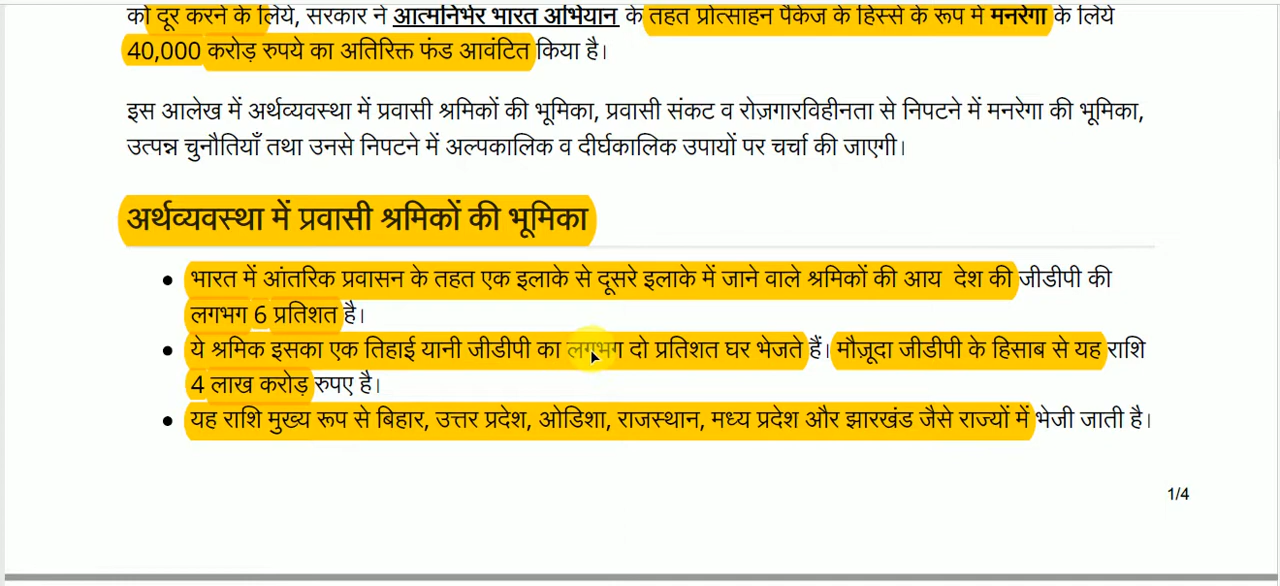 को दूर करने के लिये, सरकार ने आत्मनिर्भर भारत अभियान के तहत प्रोत्साहन पैकेज के हिस्से के रूप में मनरेगा के लिये
40,000 करोड़ रुपये का अतिरिक्त फंड आवंटित किया है।
इस आलेख में अर्थव्यवस्था में प्रवासी श्रमिकों की भूमिका, प्रवासी संकट व रोज़गारविहीनता से निपटने में मनरेगा की भूमिका,
उत्पन्न चुनौतियाँ तथा उनसे निपटने में अल्पकालिक व दीर्घकालिक उपायों पर चर्चा की जाएगी।
अर्थव्यवस्था में प्रवासी श्रमिकों की भूमिका
● भारत में आंतरिक प्रवासन के तहत एक इलाके से दूसरे इलाके में जाने वाले श्रमिकों की आय देश की जीडीपी की
लगभग 6 प्रतिशत है।
● ये श्रमिक इसका एक तिहाई यानी जीडीपी का लगभग दो प्रतिशत घर भेजते हैं। मौज़ूदा जीडीपी के हिसाब से यह राशि
4 लाख करोड़ रुपए है।
● यह राशि मुख्य रूप से बिहार, उत्तर प्रदेश, ओडिशा, राजस्थान, मध्य प्रदेश और झारखंड जैसे राज्यों में भेजी जाती है।
1/4